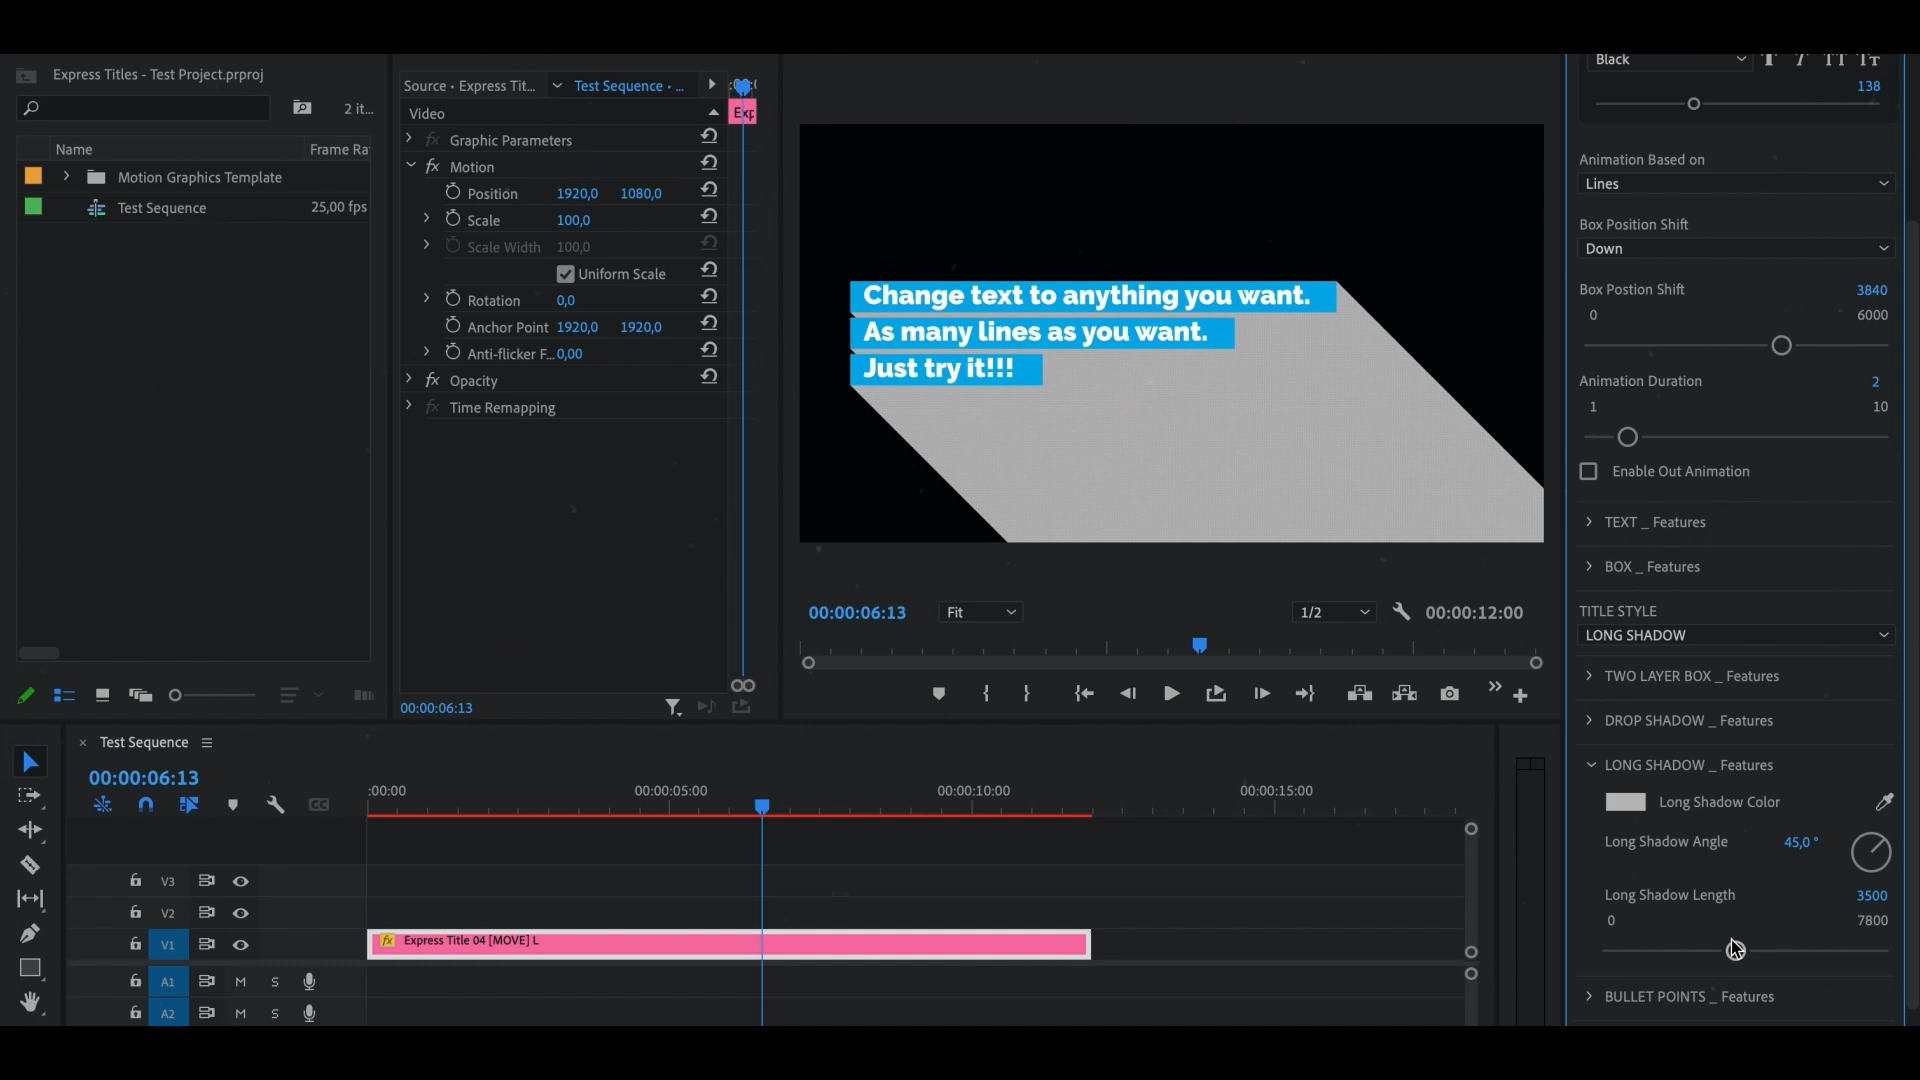 Express Titles - Test Project.prproj
2 it...
Name
Frame Ra
Motion Graphics Template
Test Sequence
25,00 fps
Source • Express Tit...
Test Sequence • ...
Video
Exp
Graphic Parameters
fx Motion
Position 1920,0 1080,0
Scale 100,0
Scale Width 100,0
Uniform Scale
Rotation 0,0
Anchor Point 1920,0 1920,0
Anti-flicker F... 0,00
fx Opacity
fx Time Remapping
00:00:06:13
Change text to anything you want.
As many lines as you want.
Just try it!!!
00:00:06:13
Fit
1/2
00:00:12:00
Black
138
Animation Based on
Lines
Box Position Shift
Down
Box Postion Shift
3840
0
6000
Animation Duration
2
1
10
Enable Out Animation
TEXT _ Features
BOX _ Features
TITLE STYLE
LONG SHADOW
TWO LAYER BOX _ Features
DROP SHADOW _ Features
LONG SHADOW _ Features
Long Shadow Color
Long Shadow Angle
45,0 °
Long Shadow Length
3500
0
7800
BULLET POINTS _ Features
× Test Sequence
00:00:06:13
:00:00
00:00:05:00
00:00:10:00
00:00:15:00
CC
V3
V2
V1
fx Express Title 04 [MOVE] L
A1 M S
A2 M S